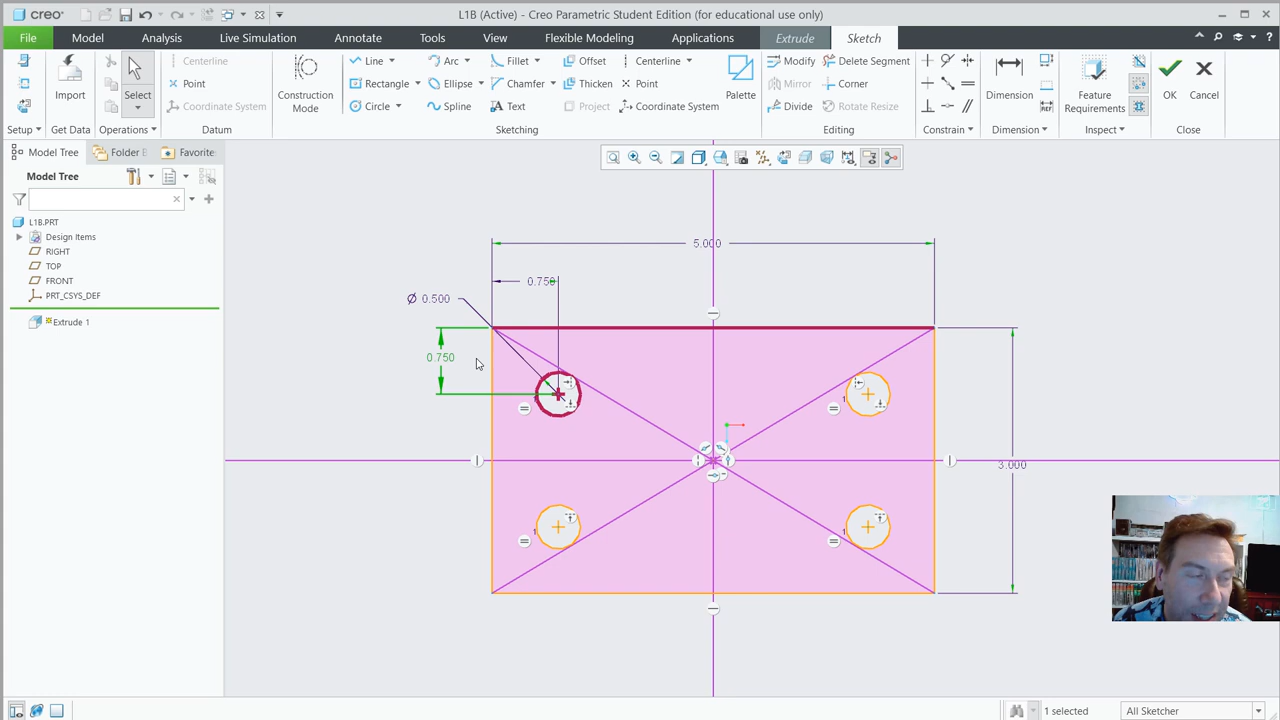 creo
L1B (Active) - Creo Parametric Student Edition (for educational use only)
File
Model
Analysis
Live Simulation
Annotate
Tools
View
Flexible Modeling
Applications
Extrude
Sketch
Import
Select
Centerline
Point
Coordinate System
Construction
Mode
Line
Rectangle
Circle
Arc
Ellipse
Spline
Fillet
Chamfer
Text
Offset
Thicken
Project
Centerline
Point
Coordinate System
Palette
Modify
Mirror
Divide
Delete Segment
Corner
Rotate Resize
Dimension
Feature
Requirements
OK
Cancel
Setup
Get Data
Operations
Datum
Sketching
Editing
Constrain
Dimension
Inspect
Close
Model Tree
Folder B
Favorite
Model Tree
L1B.PRT
Design Items
RIGHT
TOP
FRONT
PRT_CSYS_DEF
Extrude 1
5.000
0.750
Ø 0.500
0.750
3.000
1
1
1
1 selected
All Sketcher